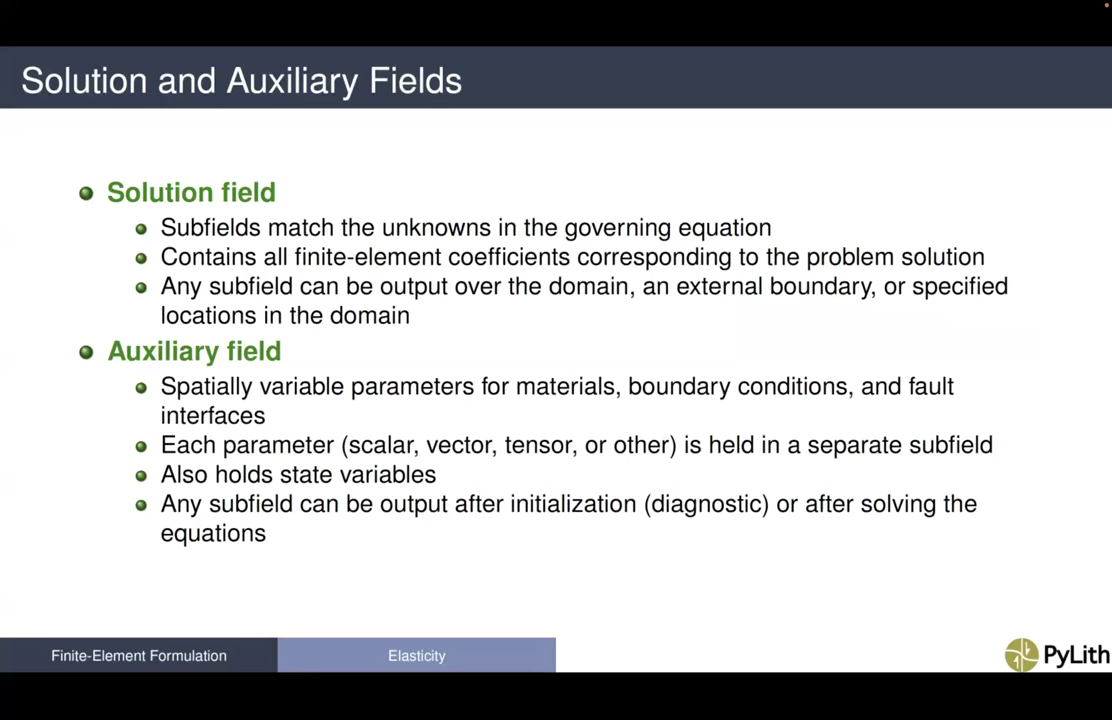 Solution and Auxiliary Fields
Solution field
Subfields match the unknowns in the governing equation
Contains all finite-element coefficients corresponding to the problem solution
Any subfield can be output over the domain, an external boundary, or specified
locations in the domain
Auxiliary field
Spatially variable parameters for materials, boundary conditions, and fault
interfaces
Each parameter (scalar, vector, tensor, or other) is held in a separate subfield
Also holds state variables
Any subfield can be output after initialization (diagnostic) or after solving the
equations
Finite-Element Formulation
Elasticity
PyLith